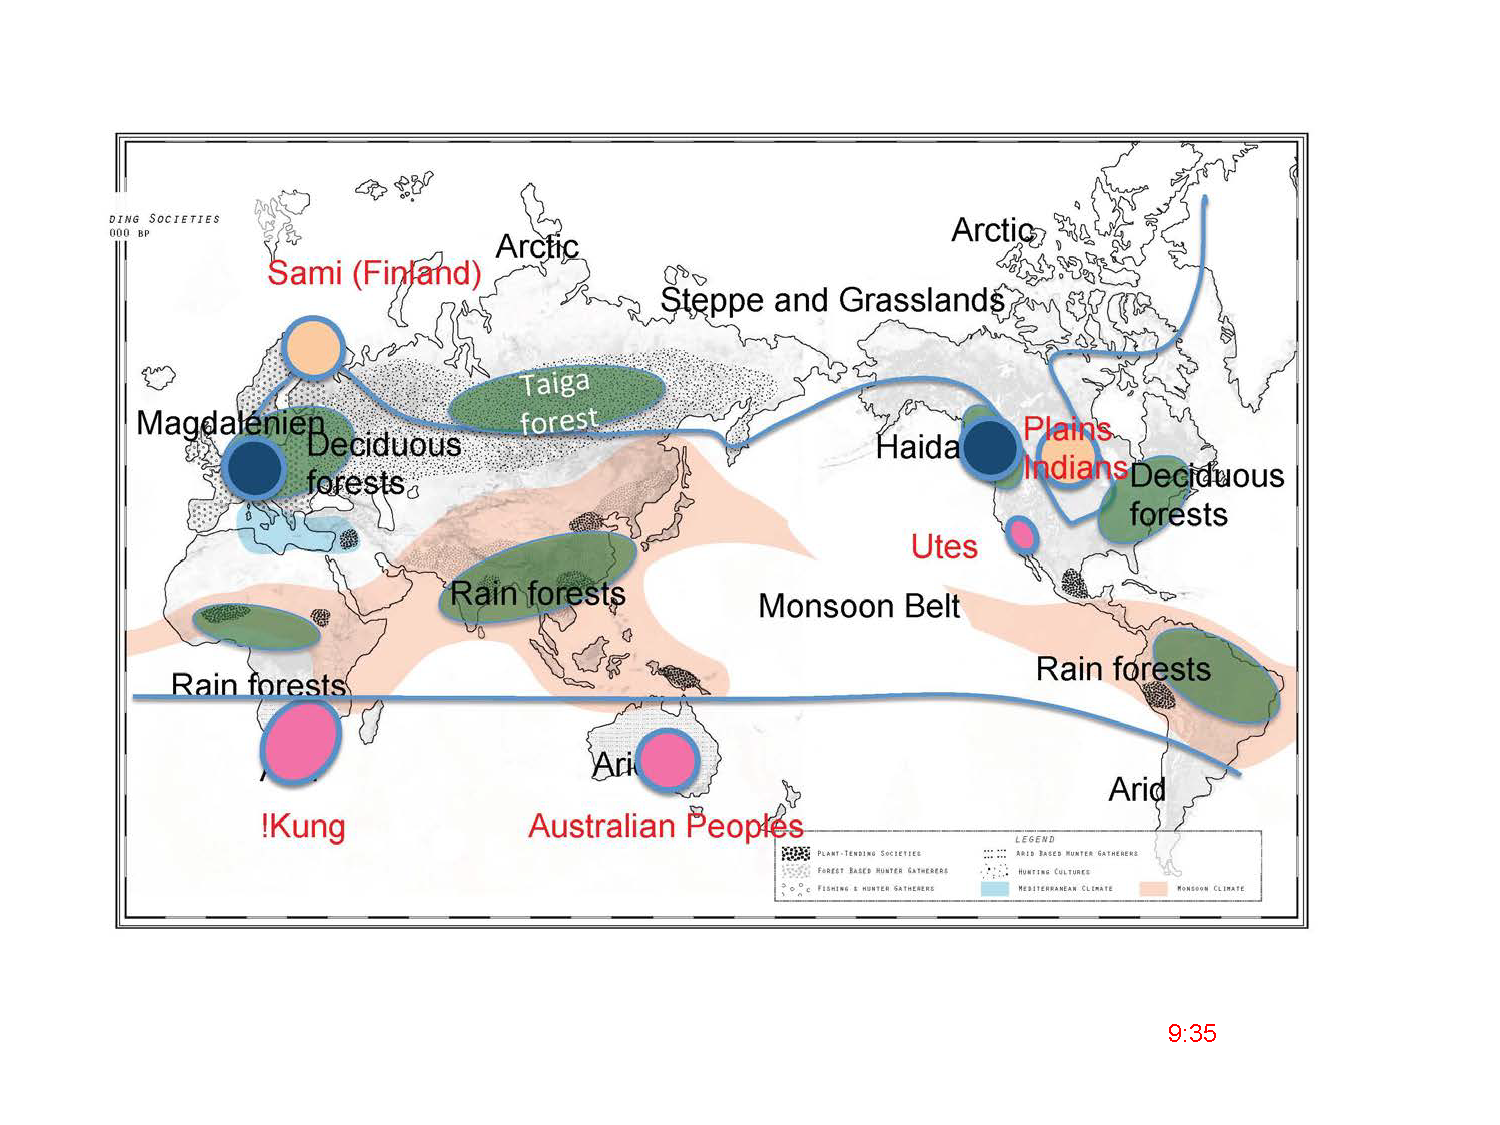 DING SOCIETIES
000 BP
Arctic
Arctic
Sami (Finland)
Steppe and Grasslands
Taiga
forest
Magdalénien
Deciduous
forests
Haida
Plains
Indians
Deciduous
forests
Utes
Rain forests
Monsoon Belt
Rain forests
Rain forests
Ari
Arid
!Kung
Australian Peoples
LEGEND
PLANT-TENDING SOCIETIES
ARID BASED HUNTER GATHERERS
FOREST BASED HUNTER GATHERERS
HUNTING CULTURES
FISHING & HUNTER GATHERERS
MEDITERRANEAN CLIMATE
MONSOON CLIMATE
9:35